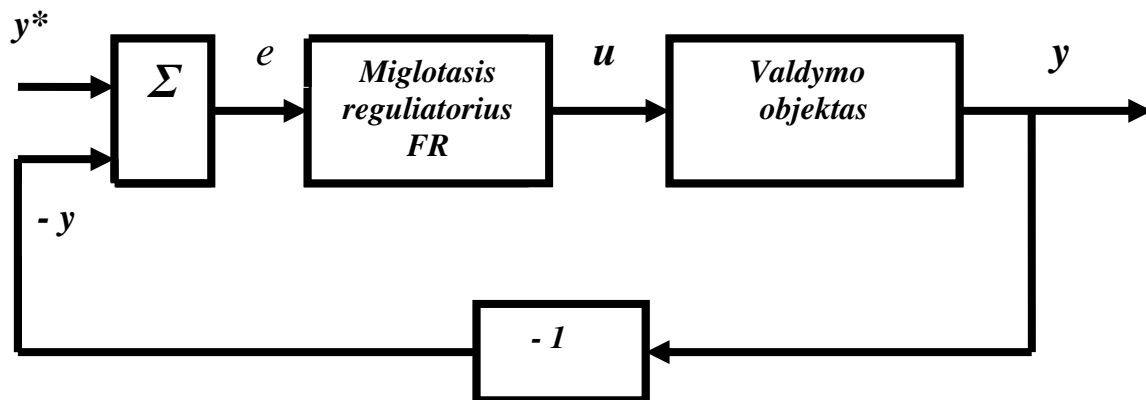 y*
Σ
e
Miglotasis
reguliatorius
FR
u
Valdymo
objektas
y
- y
- 1